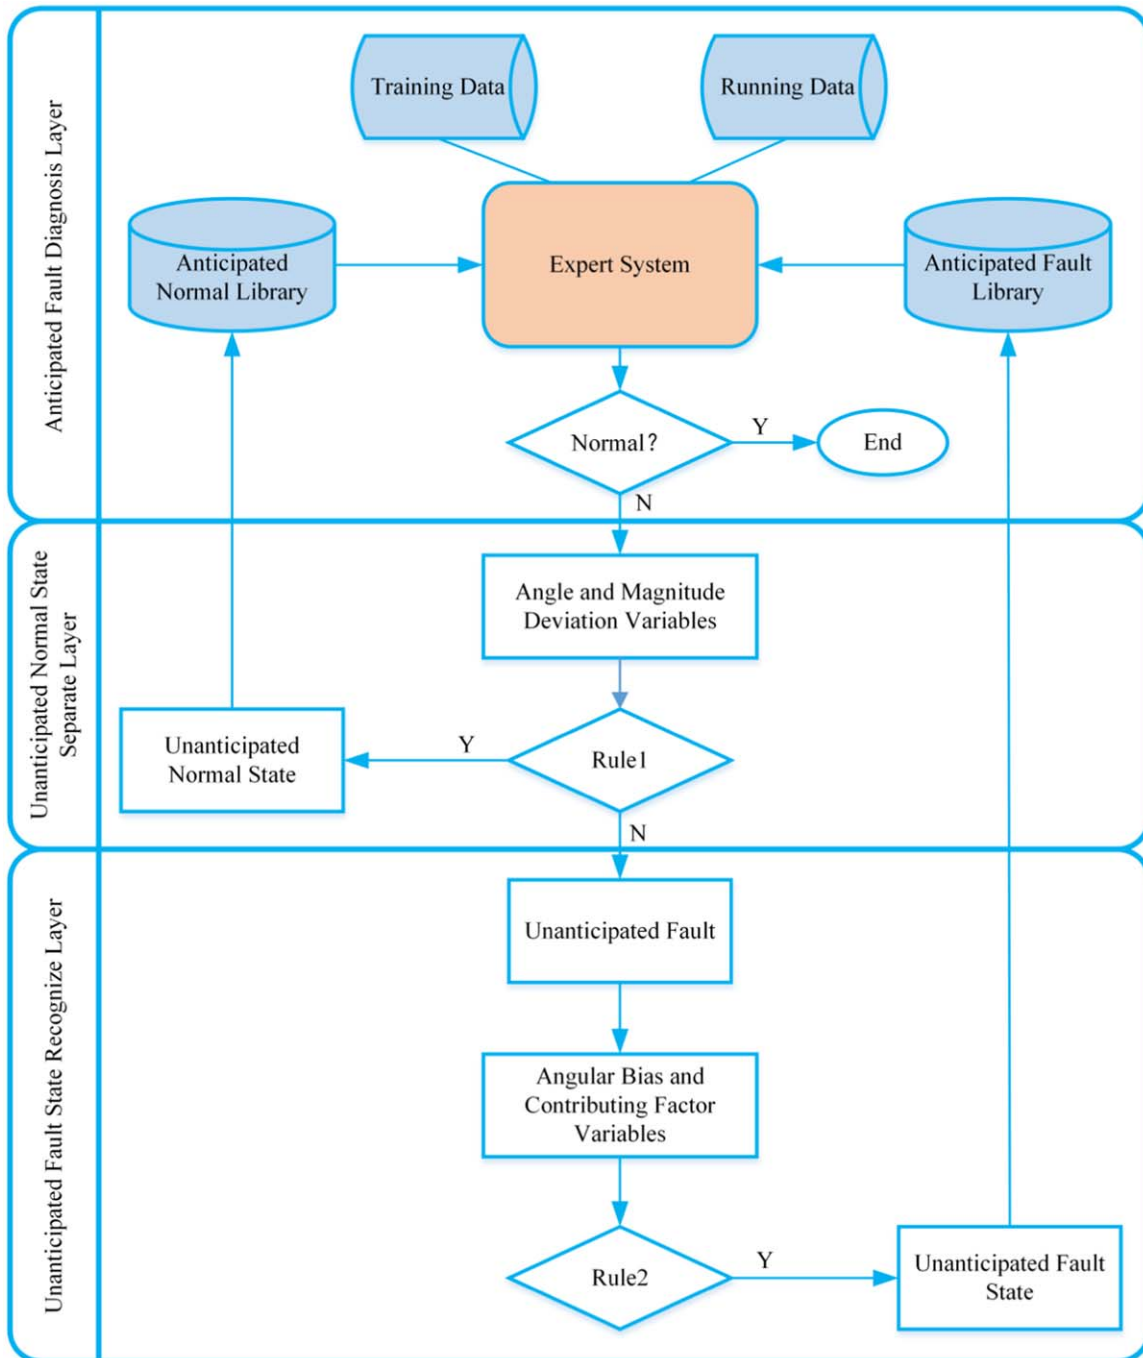 Anticipated Fault Diagnosis Layer
Training Data
Running Data
Anticipated
Normal Library
Expert System
Anticipated Fault
Library
Normal?
Y
End
N
Unanticipated Normal State
Separate Layer
Angle and Magnitude
Deviation Variables
Unanticipated
Normal State
Y
Rule1
N
Unanticipated Fault State Recognize Layer
Unanticipated Fault
Angular Bias and
Contributing Factor
Variables
Rule2
Y
Unanticipated Fault
State